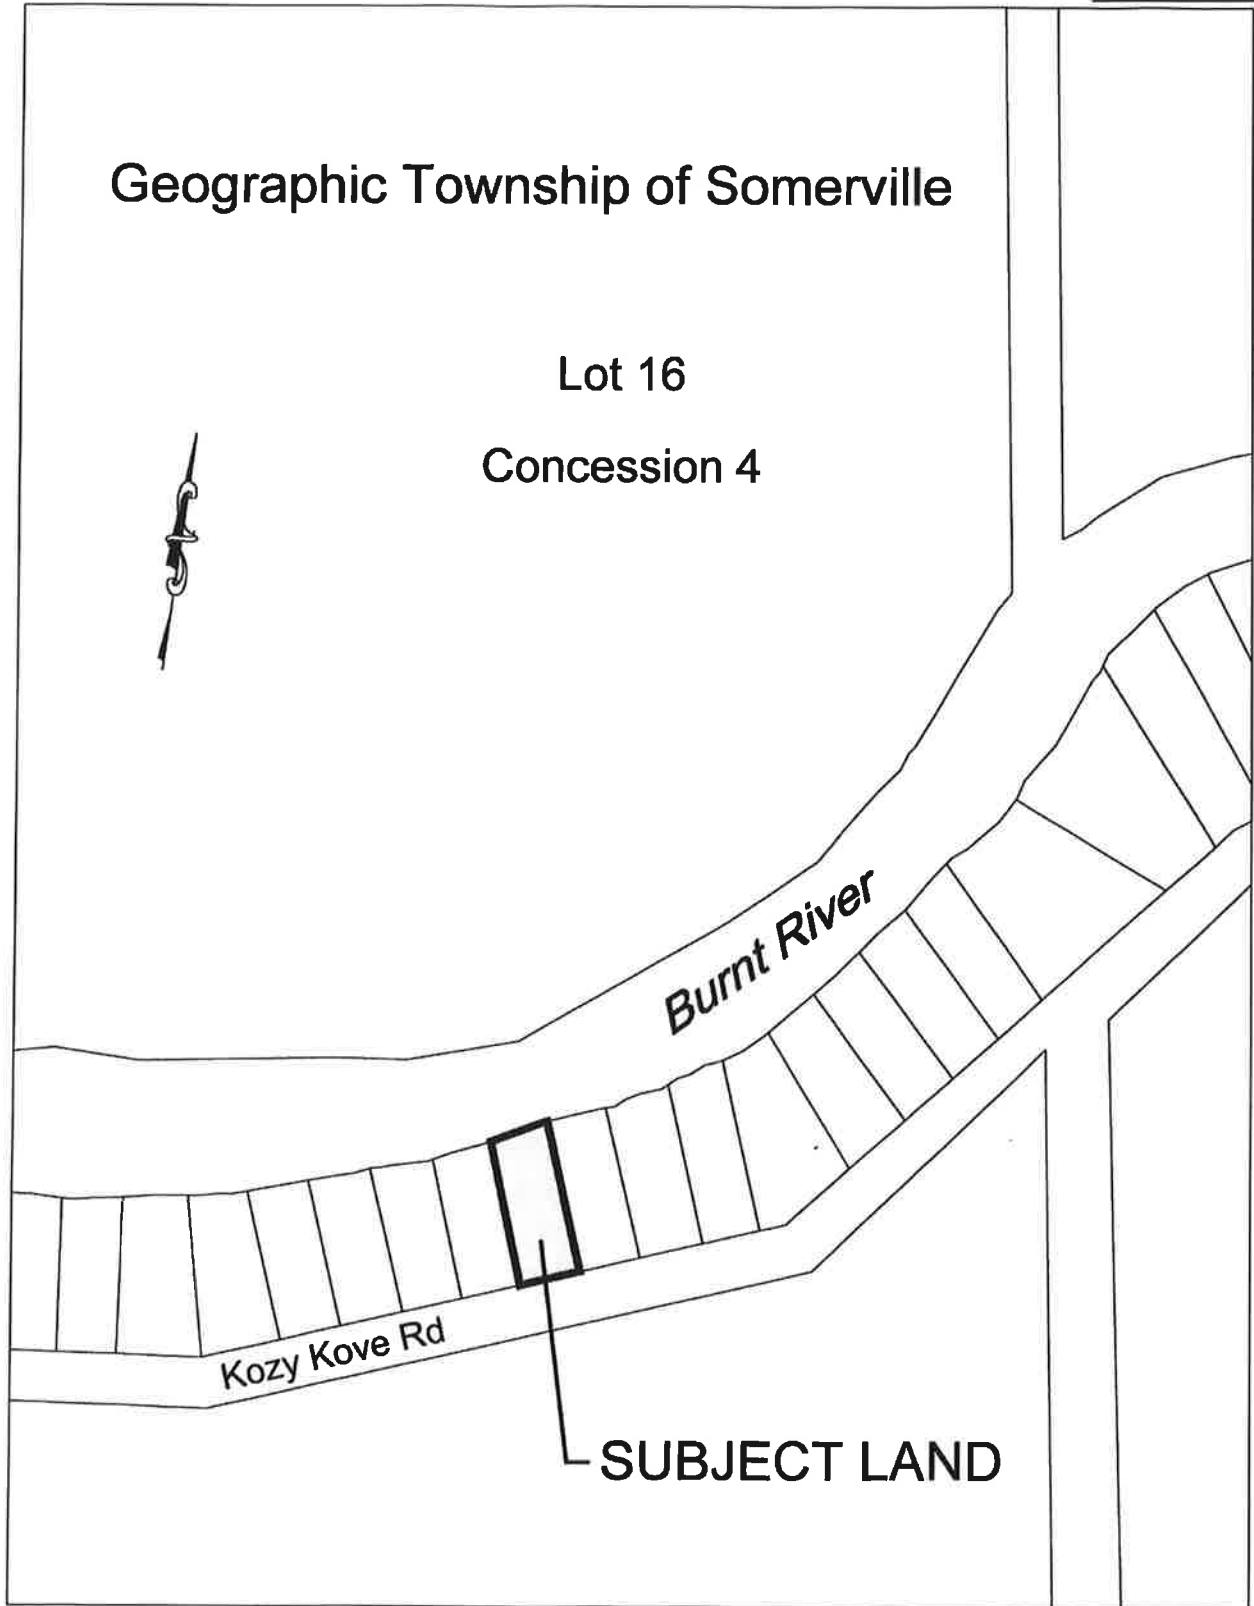 Geographic Township of Somerville
Lot 16
Concession 4
Burnt River
Kozy Kove Rd
SUBJECT LAND